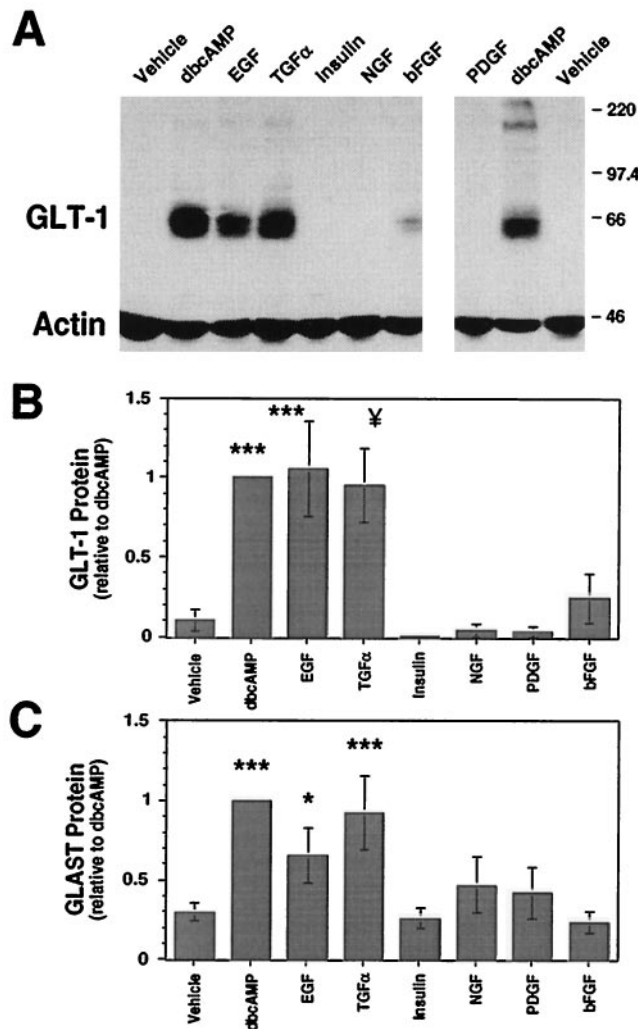 A
Vehicle dbcAMP EGF TGFα Insulin NGF bFGF PDGF dbcAMP Vehicle
220
97.4
GLT-1
66
Actin
46
B
GLT-1 Protein
(relative to dbcAMP)
1.5
1
0.5
0
*** *** ¥
Vehicle dbcAMP EGF TGFα Insulin NGF PDGF bFGF
C
GLAST Protein
(relative to dbcAMP)
1.5
1
0.5
0
*** * ***
Vehicle dbcAMP EGF TGFα Insulin NGF PDGF bFGF